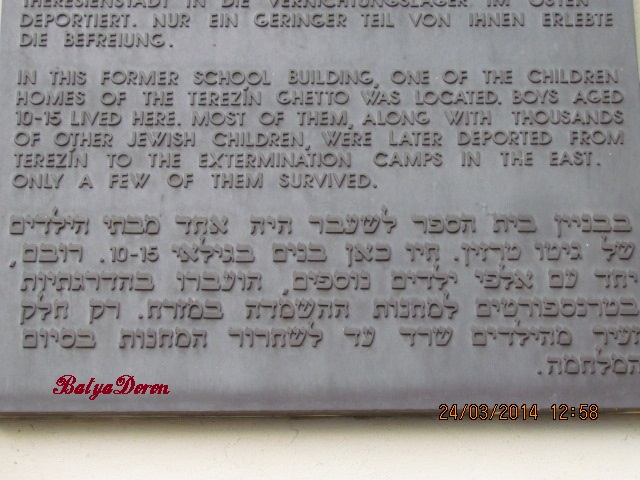 THERESIENSTADT IN DIE VERNICHTUNGSLAGER IM OSTEN
DEPORTIERT. NUR EIN GERINGER TEIL VON IHNEN ERLEBTE
DIE BEFREIUNG.
IN THIS FORMER SCHOOL BUILDING, ONE OF THE CHILDREN
HOMES OF THE TEREZÍN GHETTO WAS LOCATED. BOYS AGED
10-15 LIVED HERE. MOST OF THEM, ALONG WITH THOUSANDS
OF OTHER JEWISH CHILDREN, WERE LATER DEPORTED FROM
TEREZÍN TO THE EXTERMINATION CAMPS IN THE EAST.
ONLY A FEW OF THEM SURVIVED.
בבניין בית הספר לשעבר היה אחד מבתי הילדים
של גיטו טרזין. חיו כאן בנים בגילאי 10-15. רובם,
יחד עם אלפי ילדים נוספים, הועברו בהדרגתיות
בטרנספורטים למחנות ההשמדה במזרח. רק חלק
זעיר מהילדים שרד עד לשחרור המחנות בסיום
המלחמה.
BatyaDoron
24/03/2014 12:58